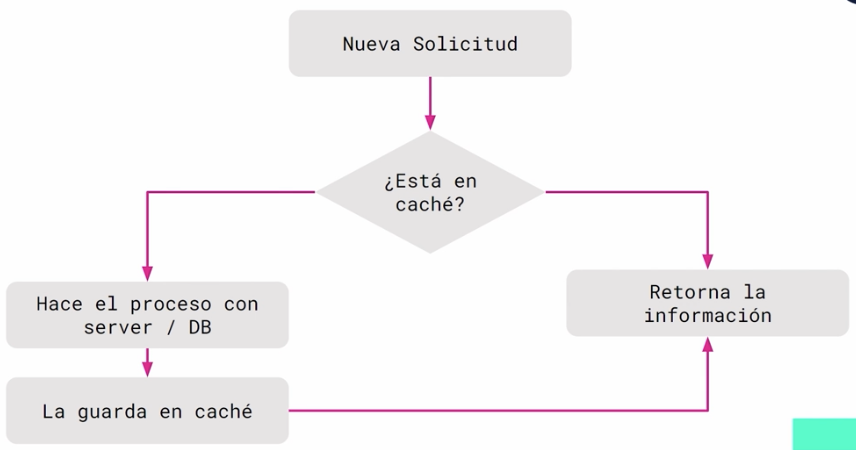 Nueva Solicitud
¿Está en
caché?
Hace el proceso con
server / DB
Retorna la
información
La guarda en caché